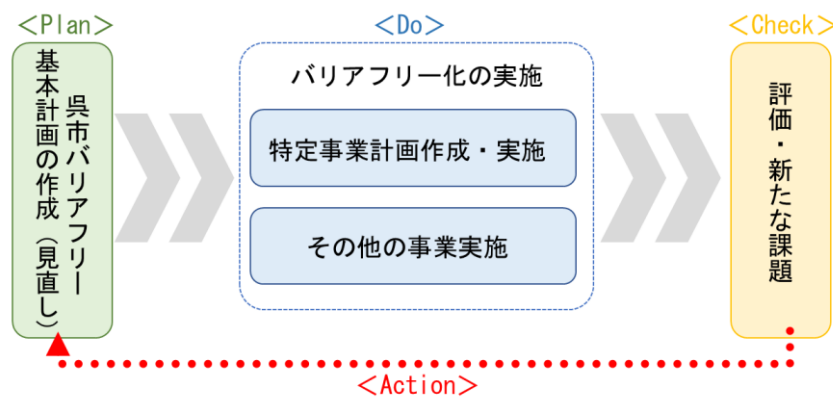 <Plan>
呉市バリアフリー
基本計画の作成（見直し）
<Do>
バリアフリー化の実施
特定事業計画作成・実施
その他の事業実施
<Check>
評価・新たな課題
<Action>